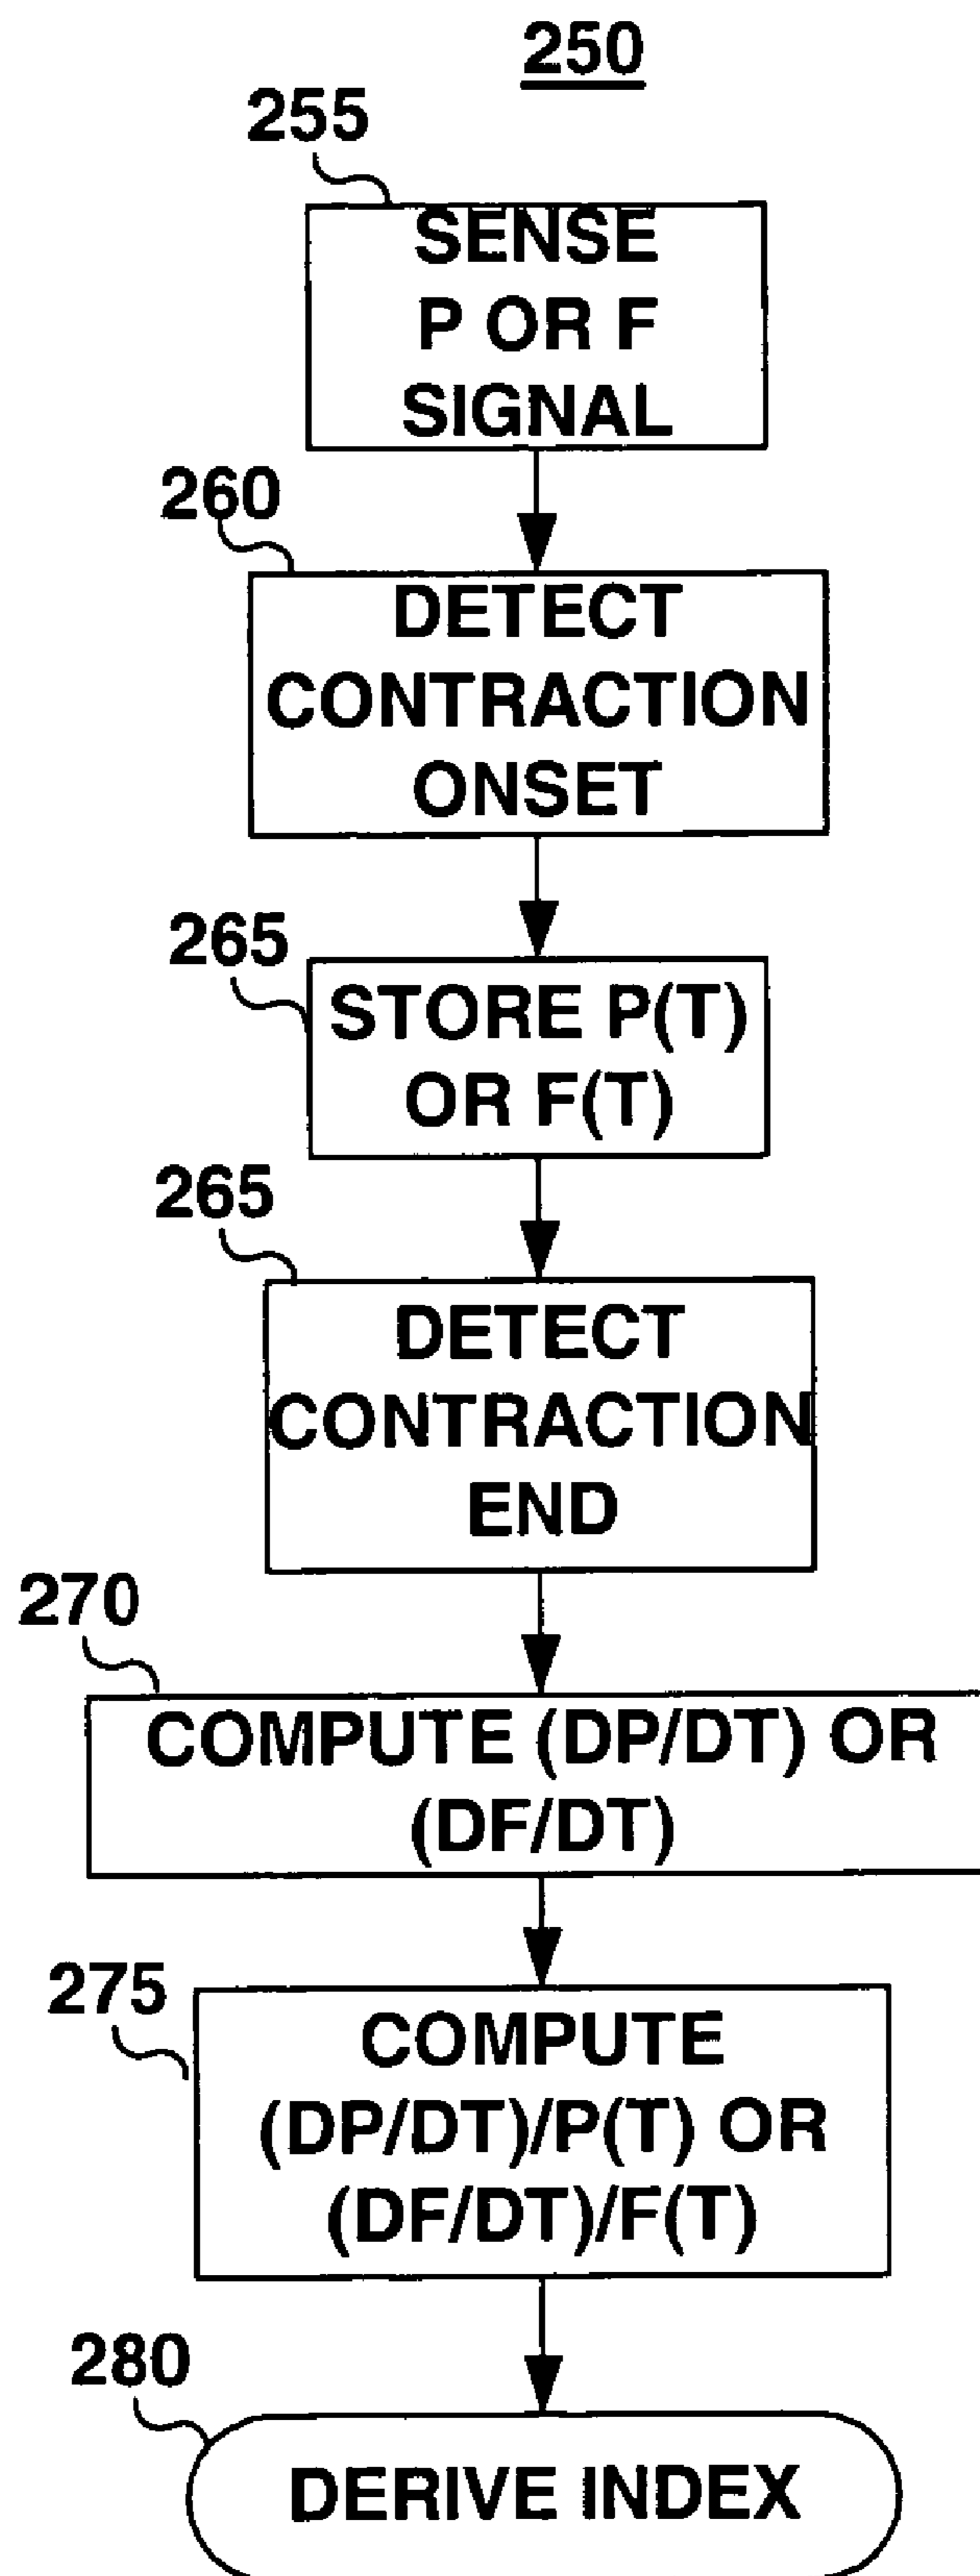 250
255
SENSE
P OR F
SIGNAL
260
DETECT
CONTRACTION
ONSET
265
STORE P(T)
OR F(T)
265
DETECT
CONTRACTION
END
270
COMPUTE (DP/DT) OR
(DF/DT)
275
COMPUTE
(DP/DT)/P(T) OR
(DF/DT)/F(T)
280
DERIVE INDEX